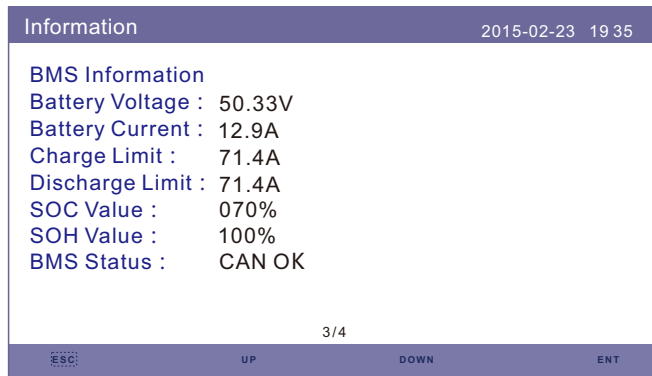 Information 2015-02-23 19 35
BMS Information
Battery Voltage : 50.33V
Battery Current : 12.9A
Charge Limit : 71.4A
Discharge Limit : 71.4A
SOC Value : 070%
SOH Value : 100%
BMS Status : CAN OK
3/4
ESC UP DOWN ENT